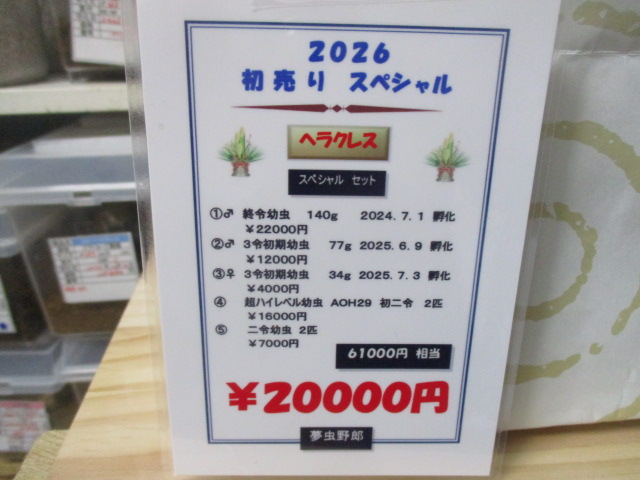 2026
初売り スペシャル
ヘラクレス
スペシャル セット
①♂ 終令幼虫 140g 2024.7.1 孵化
￥22000円
②♂ 3令初期幼虫 77g 2025.6.9 孵化
￥12000円
③♀ 3令初期幼虫 34g 2025.7.3 孵化
￥4000円
④ 超ハイレベル幼虫 AOH29 初二令 2匹
￥16000円
⑤ 二令幼虫 2匹
￥7000円
61000円 相当
￥20000円
夢虫野郎